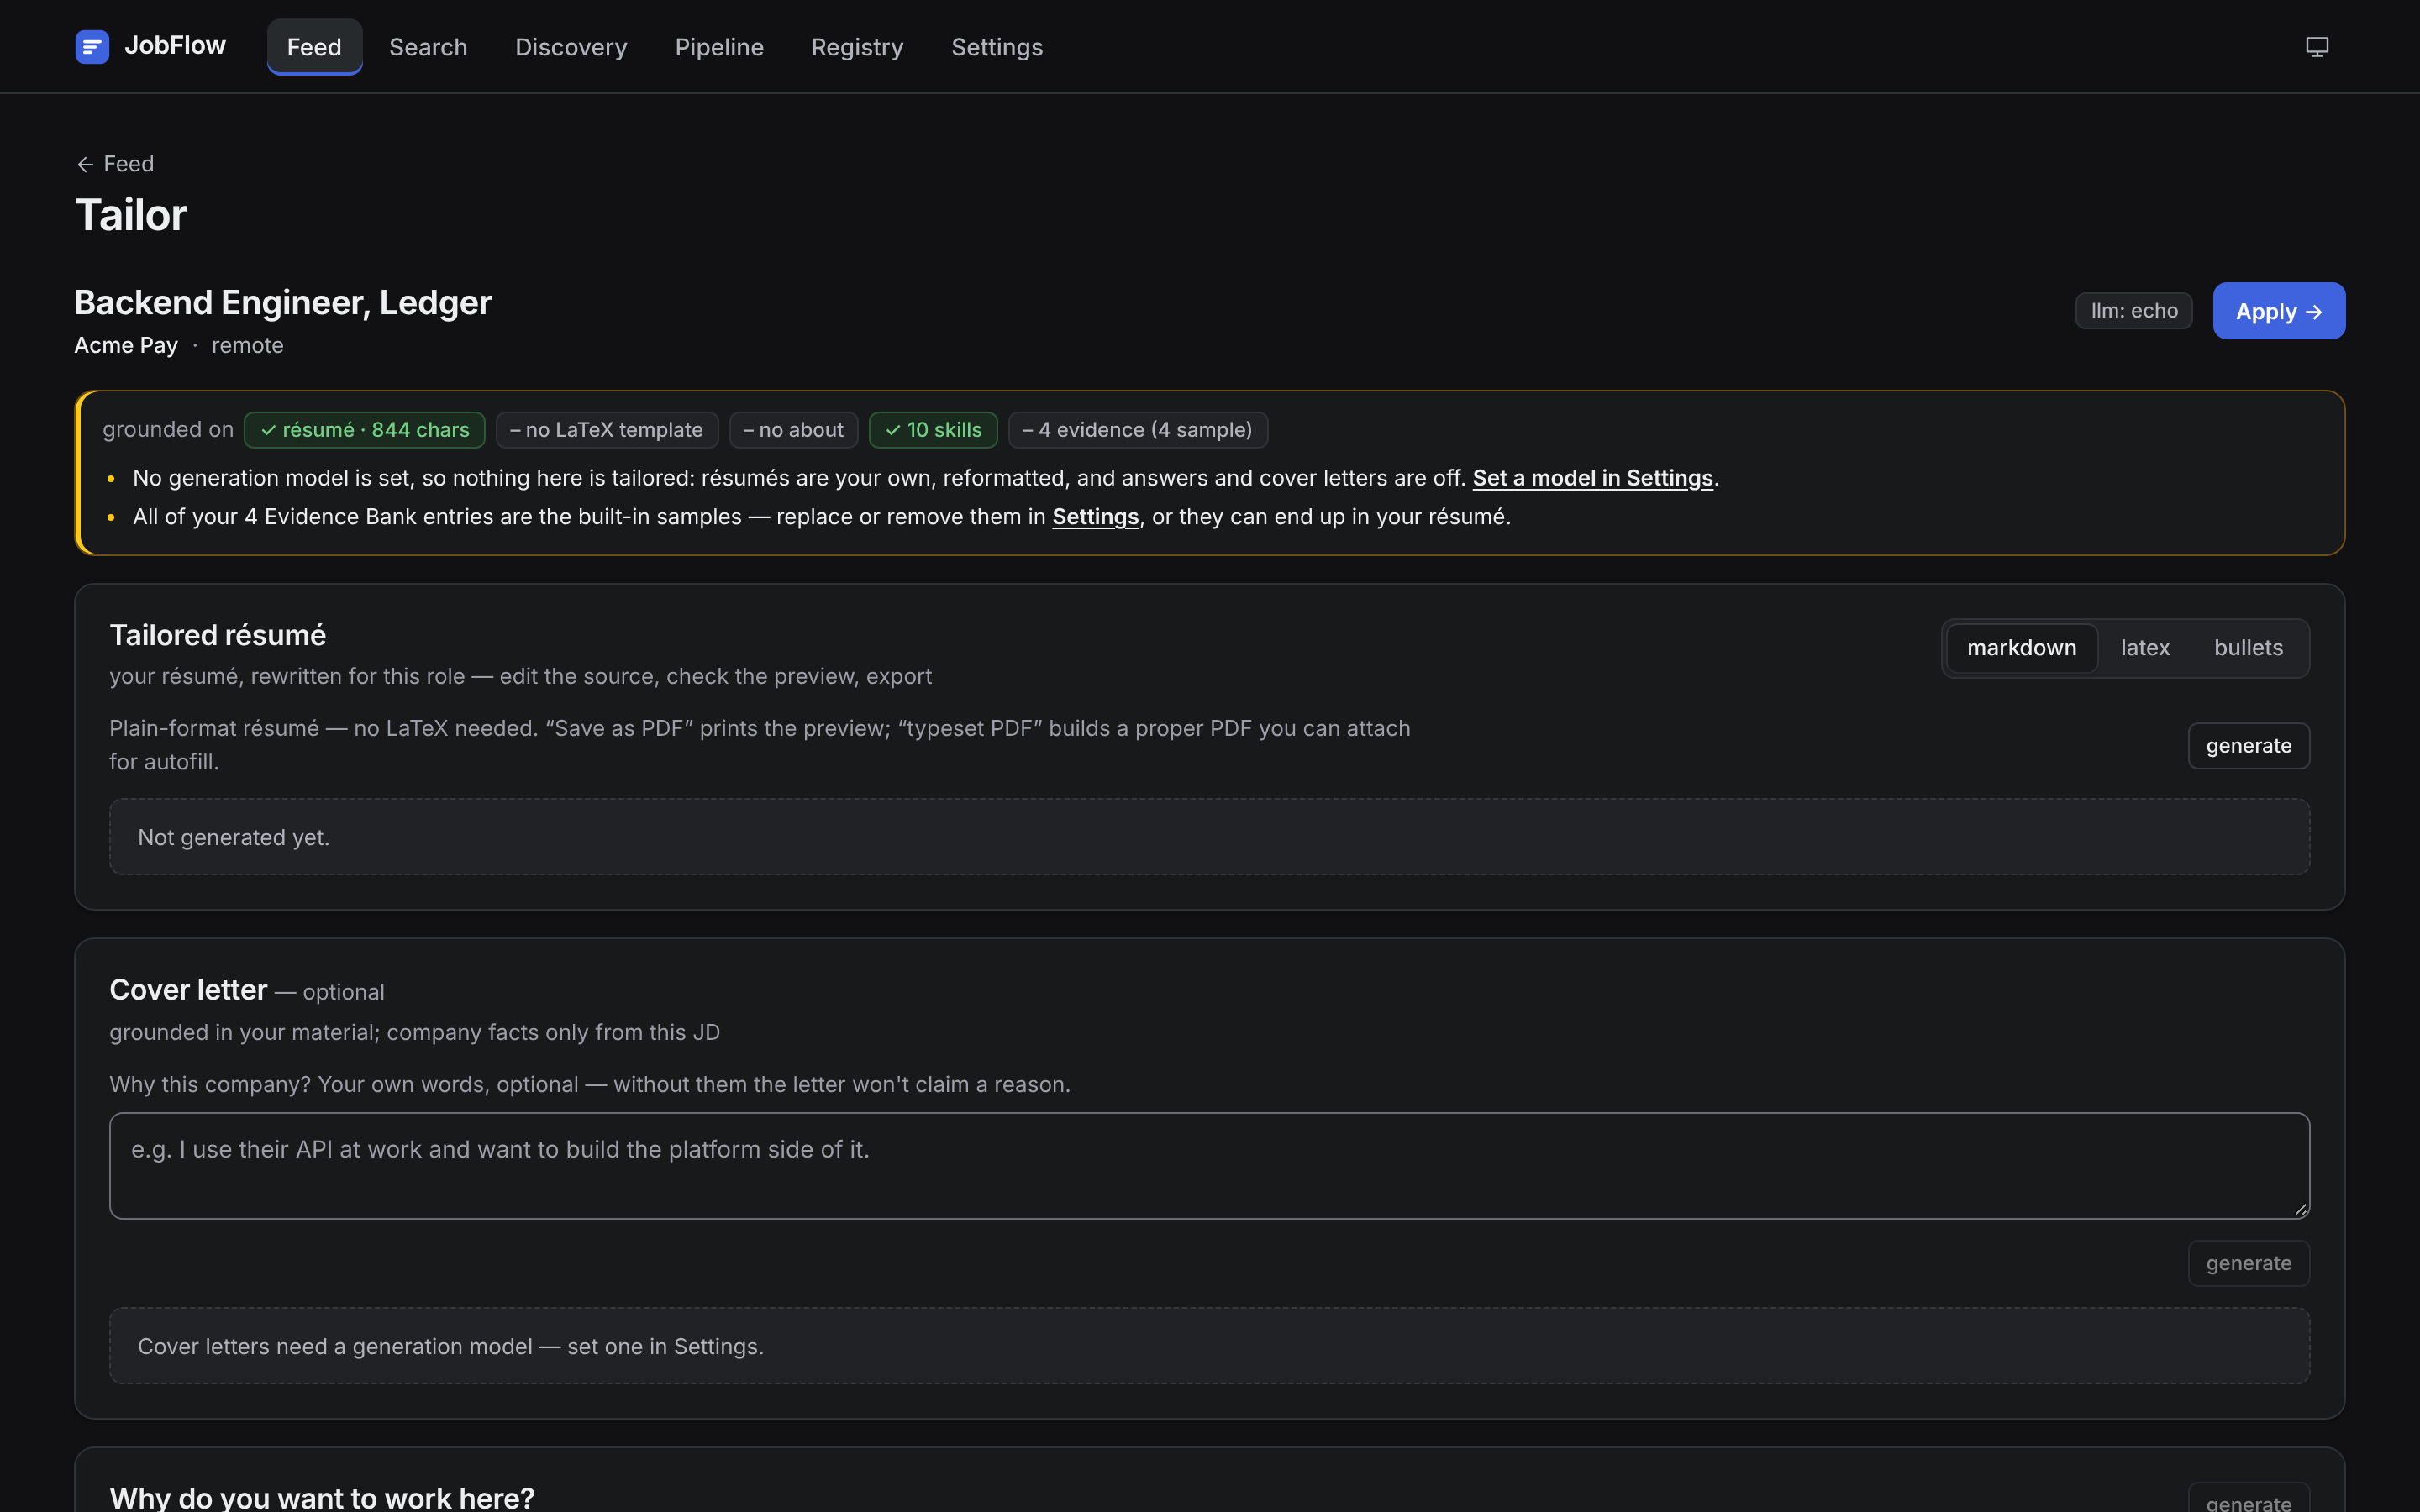 JobFlow Feed Search Discovery Pipeline Registry Settings
← Feed
Tailor
Backend Engineer, Ledger
Acme Pay · remote
llm: echo
Apply →
grounded on ✓ résumé · 844 chars – no LaTeX template – no about ✓ 10 skills – 4 evidence (4 sample)
• No generation model is set, so nothing here is tailored: résumés are your own, reformatted, and answers and cover letters are off. Set a model in Settings.
• All of your 4 Evidence Bank entries are the built-in samples — replace or remove them in Settings, or they can end up in your résumé.
Tailored résumé
markdown latex bullets
your résumé, rewritten for this role — edit the source, check the preview, export
Plain-format résumé — no LaTeX needed. “Save as PDF” prints the preview; “typeset PDF” builds a proper PDF you can attach
for autofill.
generate
Not generated yet.
Cover letter — optional
grounded in your material; company facts only from this JD
Why this company? Your own words, optional — without them the letter won't claim a reason.
e.g. I use their API at work and want to build the platform side of it.
generate
Cover letters need a generation model — set one in Settings.
Why do you want to work here?
generate